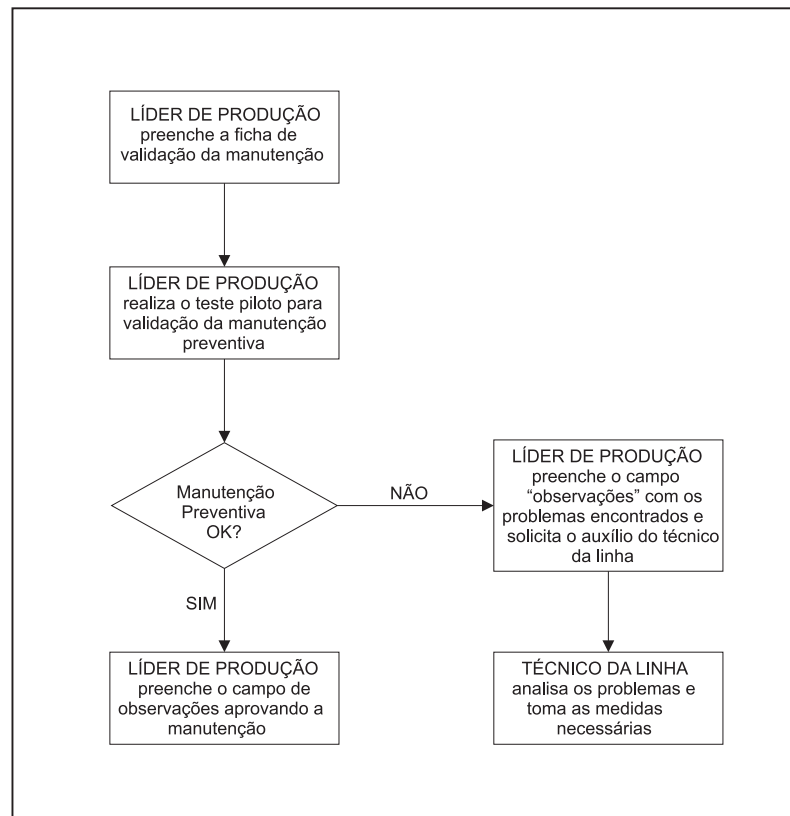 LÍDER DE PRODUÇÃO
preenche a ficha de
validação da manutenção
LÍDER DE PRODUÇÃO
realiza o teste piloto para
validação da manutenção
preventiva
Manutenção
Preventiva
OK?
NÃO
LÍDER DE PRODUÇÃO
preenche o campo
“observações” com os
problemas encontrados e
solicita o auxílio do técnico
da linha
SIM
LÍDER DE PRODUÇÃO
preenche o campo de
observações aprovando a
manutenção
TÉCNICO DA LINHA
analisa os problemas e
toma as medidas
necessárias